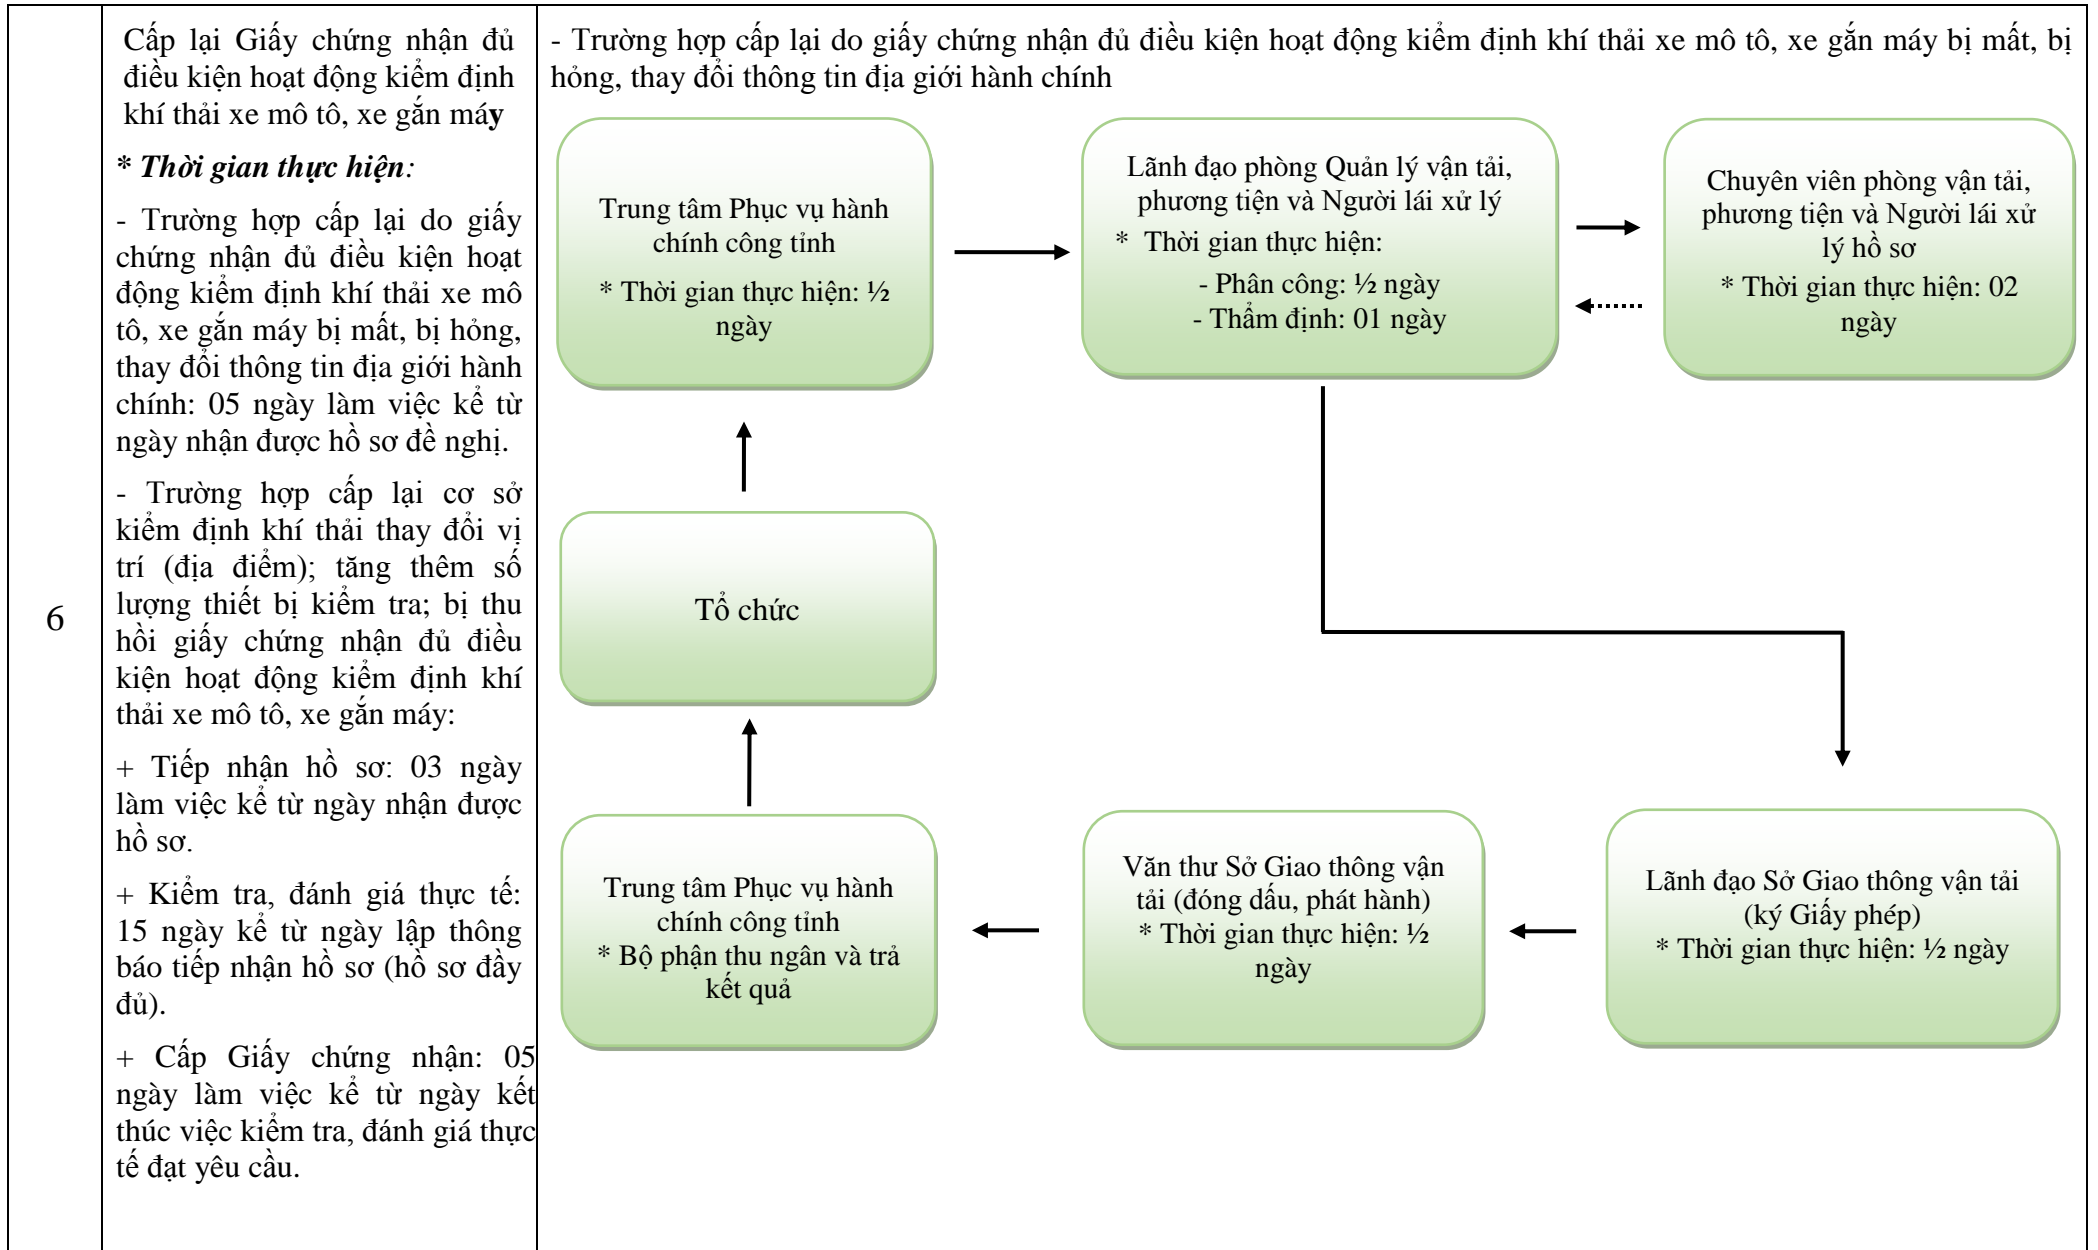 6
Cấp lại Giấy chứng nhận đủ
điều kiện hoạt động kiểm định
khí thải xe mô tô, xe gắn máy
* Thời gian thực hiện:
- Trường hợp cấp lại do giấy
chứng nhận đủ điều kiện hoạt
động kiểm định khí thải xe mô
tô, xe gắn máy bị mất, bị hỏng,
thay đổi thông tin địa giới hành
chính: 05 ngày làm việc kể từ
ngày nhận được hồ sơ đề nghị.
- Trường hợp cấp lại cơ sở
kiểm định khí thải thay đổi vị
trí (địa điểm); tăng thêm số
lượng thiết bị kiểm tra; bị thu
hồi giấy chứng nhận đủ điều
kiện hoạt động kiểm định khí
thải xe mô tô, xe gắn máy:
+ Tiếp nhận hồ sơ: 03 ngày
làm việc kể từ ngày nhận được
hồ sơ.
+ Kiểm tra, đánh giá thực tế:
15 ngày kể từ ngày lập thông
báo tiếp nhận hồ sơ (hồ sơ đầy
đủ).
+ Cấp Giấy chứng nhận: 05
ngày làm việc kể từ ngày kết
thúc việc kiểm tra, đánh giá thực
tế đạt yêu cầu.
- Trường hợp cấp lại do giấy chứng nhận đủ điều kiện hoạt động kiểm định khí thải xe mô tô, xe gắn máy bị mất, bị
hỏng, thay đổi thông tin địa giới hành chính
Trung tâm Phục vụ hành
chính công tỉnh
* Thời gian thực hiện: ½
ngày
Lãnh đạo phòng Quản lý vận tải,
phương tiện và Người lái xử lý
* Thời gian thực hiện:
- Phân công: ½ ngày
- Thẩm định: 01 ngày
Chuyên viên phòng vận tải,
phương tiện và Người lái xử
lý hồ sơ
* Thời gian thực hiện: 02
ngày
Tổ chức
Trung tâm Phục vụ hành
chính công tỉnh
* Bộ phận thu ngân và trả
kết quả
Văn thư Sở Giao thông vận
tải (đóng dấu, phát hành)
* Thời gian thực hiện: ½
ngày
Lãnh đạo Sở Giao thông vận tải
(ký Giấy phép)
* Thời gian thực hiện: ½ ngày